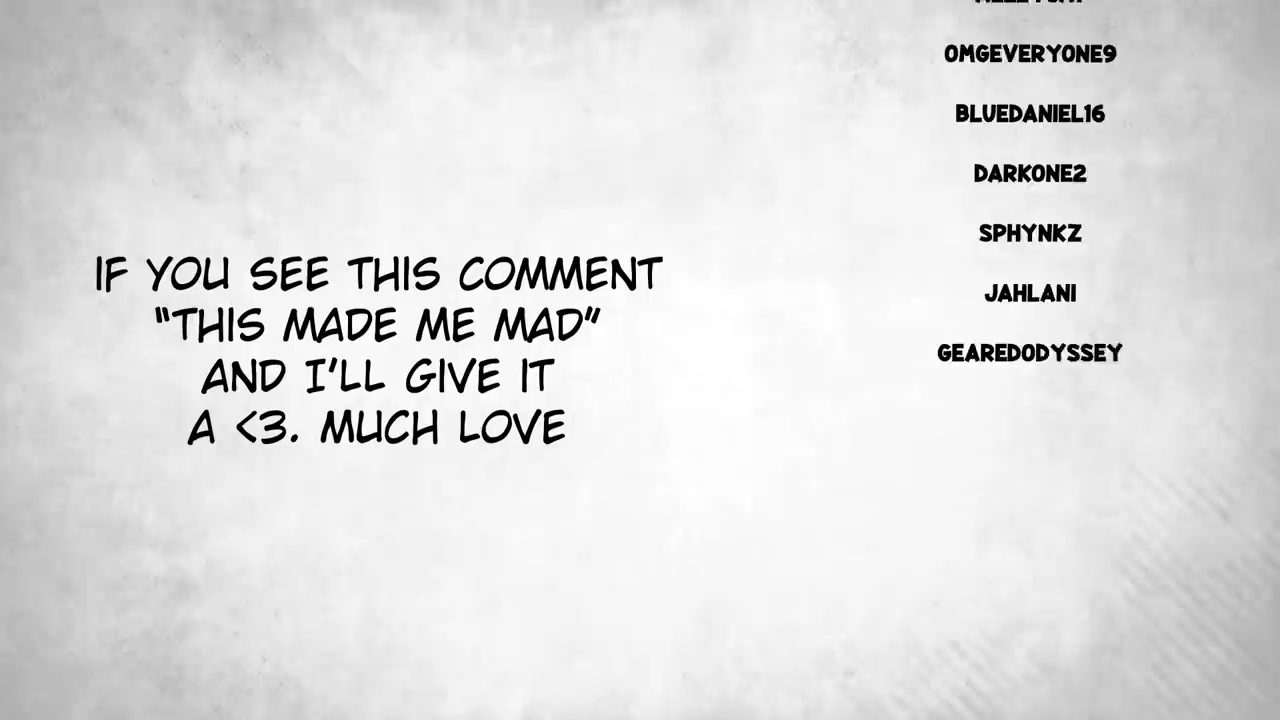 IF YOU SEE THIS COMMENT
"THIS MADE ME MAD"
AND I'LL GIVE IT
A <3. MUCH LOVE
OMGEVERYONE9
BLUEDANIEL16
DARKONE2
SPHYNKZ
JAHLANI
GEAREDODYSSEY